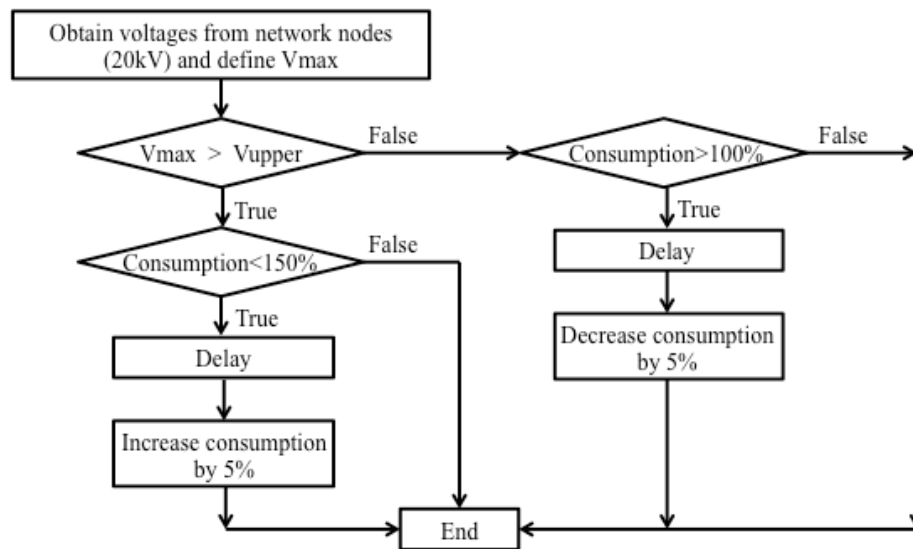 Obtain voltages from network nodes
(20kV) and define Vmax
Vmax > Vupper
False
Consumption>100%
False
True
True
Consumption<150%
False
Delay
True
Delay
Decrease consumption
by 5%
Increase consumption
by 5%
End